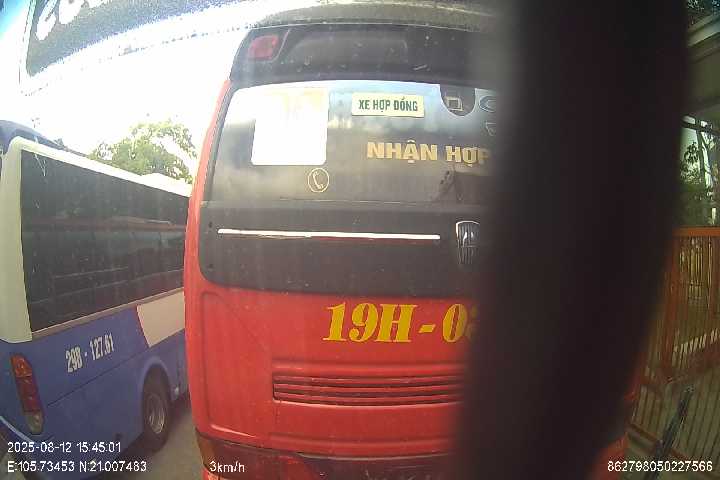 XE HỢP ĐỒNG
NHẬN HỢP
19H - 0
29B - 127.61
2025-08-12 15:45:01
E:105.73453 N:21.007483
3km/h
862798050227566